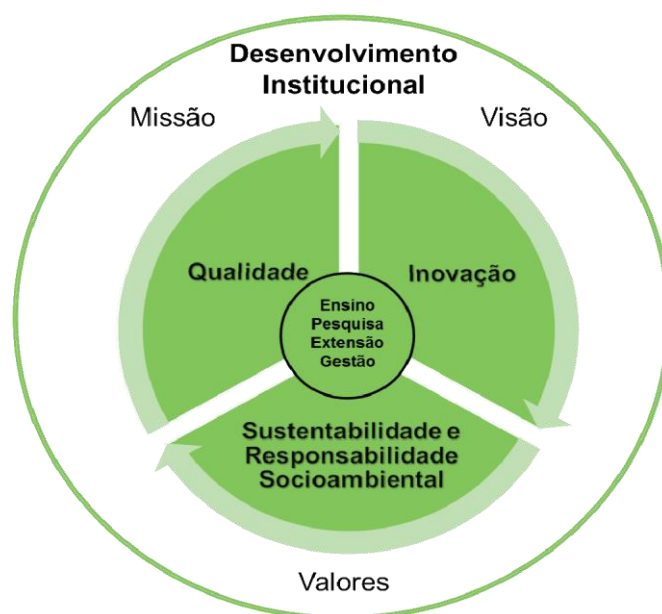 Desenvolvimento
Institucional
Missão
Visão
Qualidade
Inovação
Ensino
Pesquisa
Extensão
Gestão
Sustentabilidade e
Responsabilidade
Socioambiental
Valores